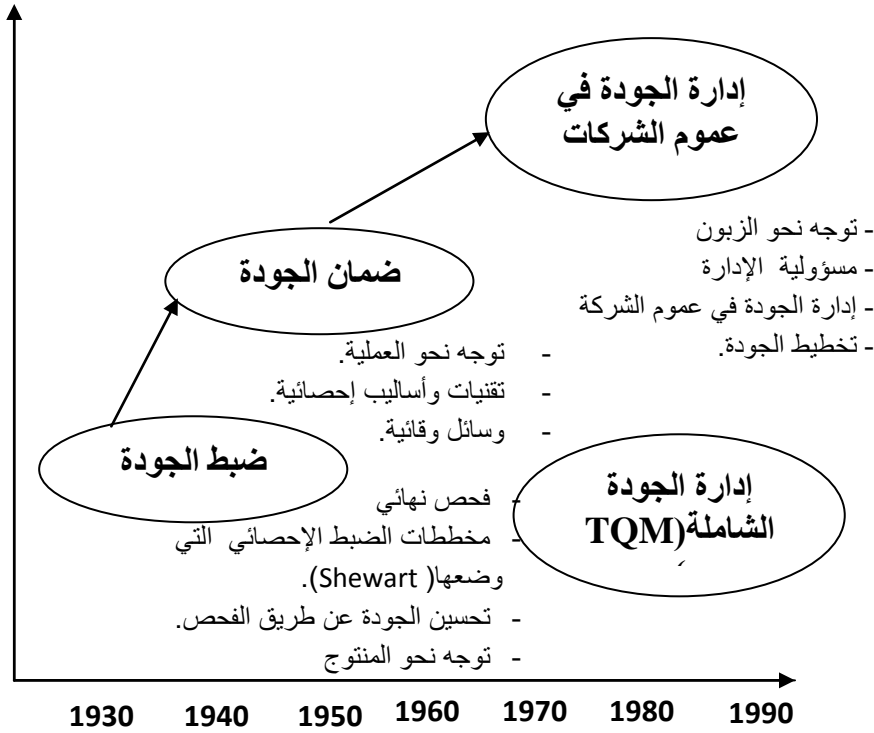 إدارة الجودة في
عموم الشركات
- توجه نحو الزبون
- مسؤولية الإدارة
- إدارة الجودة في عموم الشركة
- تخطيط الجودة.
ضمان الجودة
- توجه نحو العملية.
- تقنيات وأساليب إحصائية.
- وسائل وقائية.
ضبط الجودة
- فحص نهائي
- مخططات الضبط الإحصائي التي
وضعها( Shewart).
- تحسين الجودة عن طريق الفحص.
- توجه نحو المنتوج
إدارة الجودة
الشاملة(TQM
1930 1940 1950 1960 1970 1980 1990